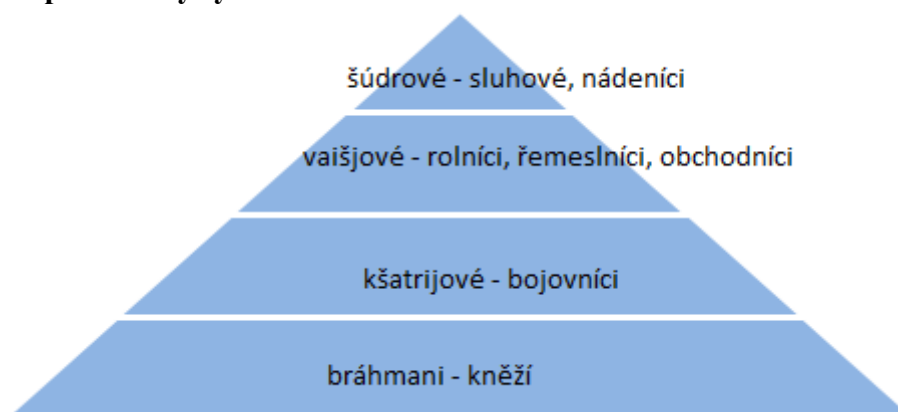 šúdrové - sluhové, nádeníci
vaišjové - rolníci, řemeslníci, obchodníci
kšatrijové - bojovníci
bráhmani - kněží